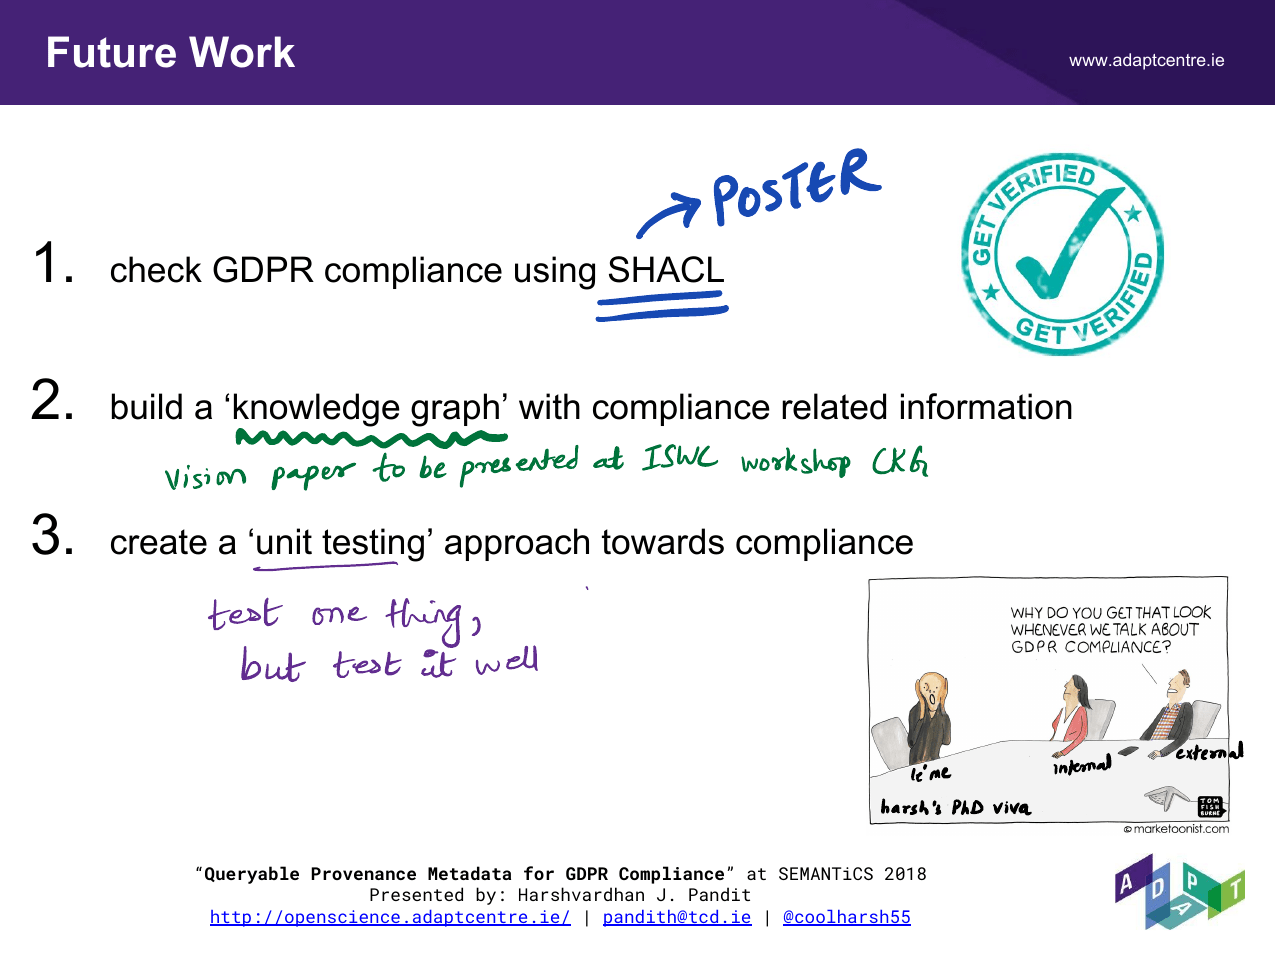 Future Work
www.adaptcentre.ie
→ POSTER
1. check GDPR compliance using SHACL
GET VERIFIED
GET VERIFIED
2. build a ‘knowledge graph’ with compliance related information
vision paper to be presented at ISWC workshop CKG
3. create a ‘unit testing’ approach towards compliance
test one thing,
but test it well
WHY DO YOU GET THAT LOOK
WHENEVER WE TALK ABOUT
GDPR COMPLIANCE?
le'me
internal
external
harsh's PhD viva
TOM
FISH
BURNE
© marketoonist.com
“Queryable Provenance Metadata for GDPR Compliance” at SEMANTiCS 2018
Presented by: Harshvardhan J. Pandit
http://openscience.adaptcentre.ie/ | pandith@tcd.ie | @coolharsh55
ADAPT